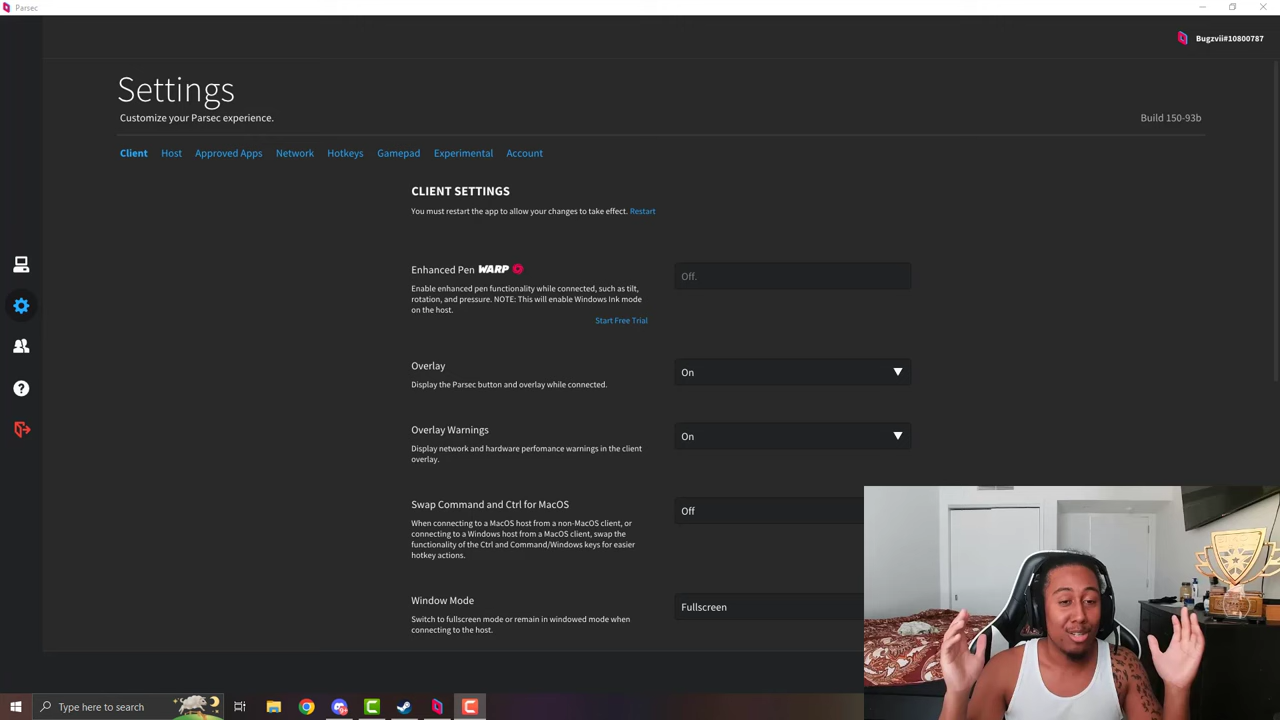 Parsec
Bugzvii#10800787
Settings
Customize your Parsec experience.
Build 150-93b
Client Host Approved Apps Network Hotkeys Gamepad Experimental Account
CLIENT SETTINGS
You must restart the app to allow your changes to take effect. Restart
Enhanced Pen WARP
Off.
Enable enhanced pen functionality while connected, such as tilt,
rotation, and pressure. NOTE: This will enable Windows Ink mode
on the host.
Start Free Trial
Overlay
On
Display the Parsec button and overlay while connected.
Overlay Warnings
On
Display network and hardware perfomance warnings in the client
overlay.
Swap Command and Ctrl for MacOS
Off
When connecting to a MacOS host from a non-MacOS client, or
connecting to a Windows host from a MacOS client, swap the
functionality of the Ctrl and Command/Windows keys for easier
hotkey actions.
Window Mode
Fullscreen
Switch to fullscreen mode or remain in windowed mode when
connecting to the host.
Type here to search